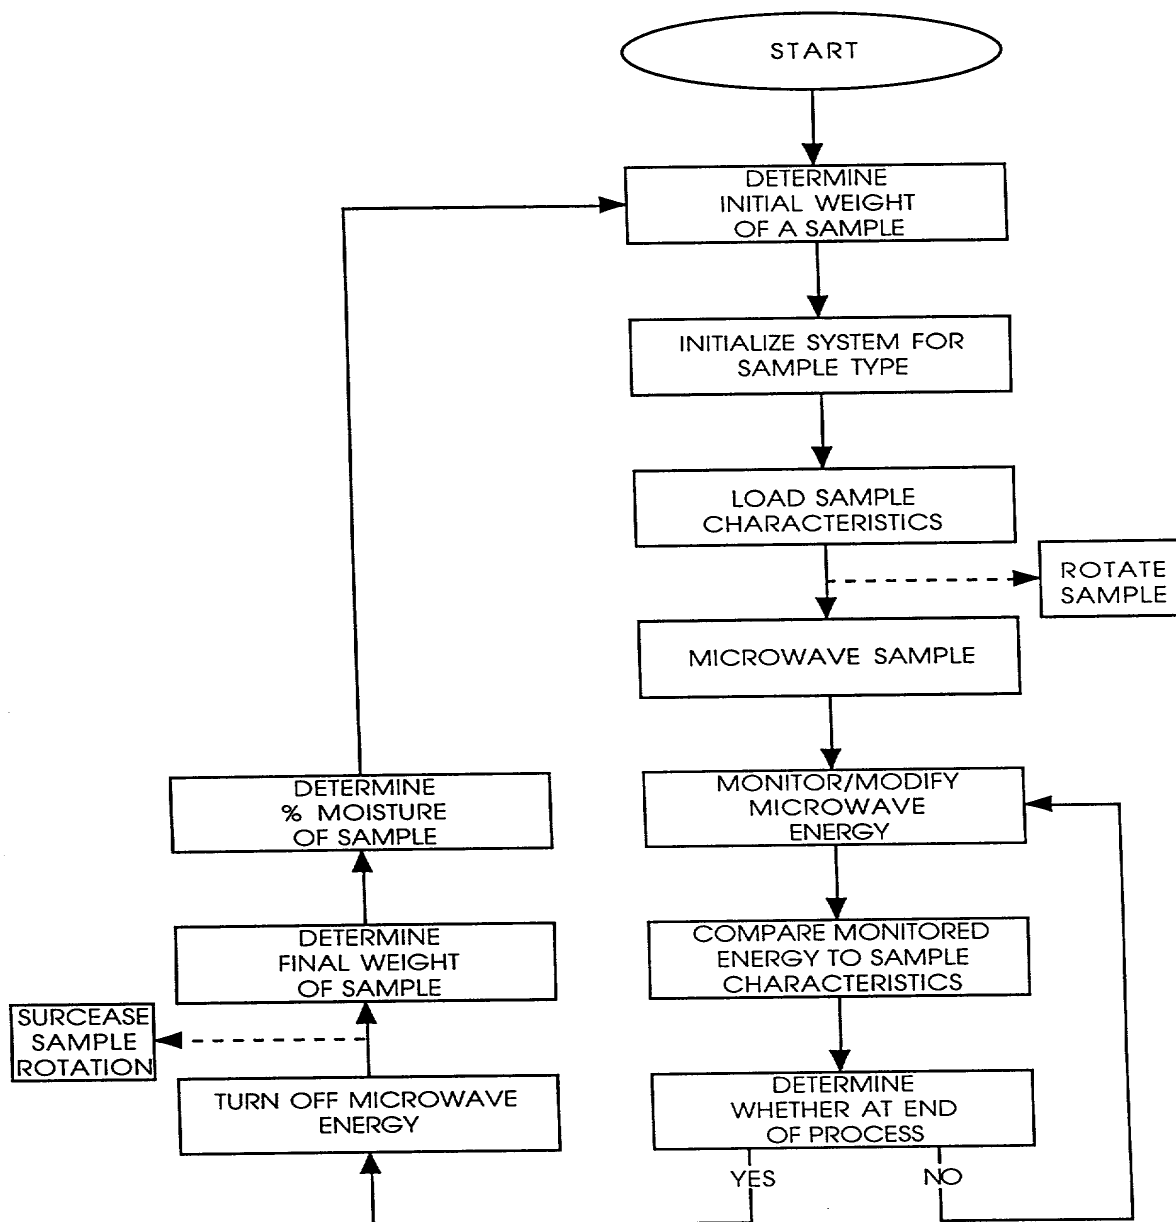 START
DETERMINE
INITIAL WEIGHT
OF A SAMPLE
INITIALIZE SYSTEM FOR
SAMPLE TYPE
LOAD SAMPLE
CHARACTERISTICS
ROTATE
SAMPLE
MICROWAVE SAMPLE
MONITOR/MODIFY
MICROWAVE
ENERGY
COMPARE MONITORED
ENERGY TO SAMPLE
CHARACTERISTICS
DETERMINE
WHETHER AT END
OF PROCESS
YES
NO
TURN OFF MICROWAVE
ENERGY
SURCEASE
SAMPLE
ROTATION
DETERMINE
FINAL WEIGHT
OF SAMPLE
DETERMINE
% MOISTURE
OF SAMPLE